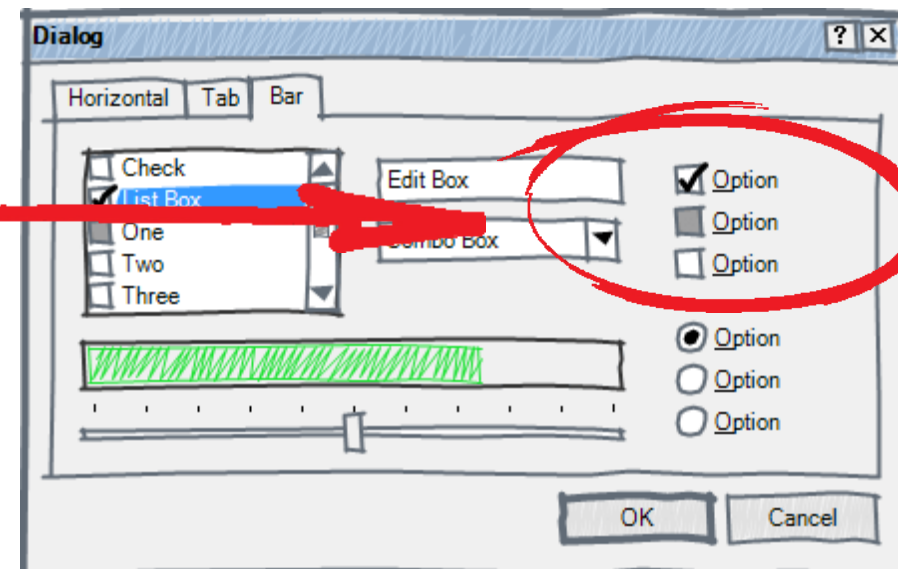 Dialog
?
Horizontal Tab Bar
Check
List Box
One
Two
Three
Edit Box
Combo Box
Option
Option
Option
Option
Option
Option
OK Cancel